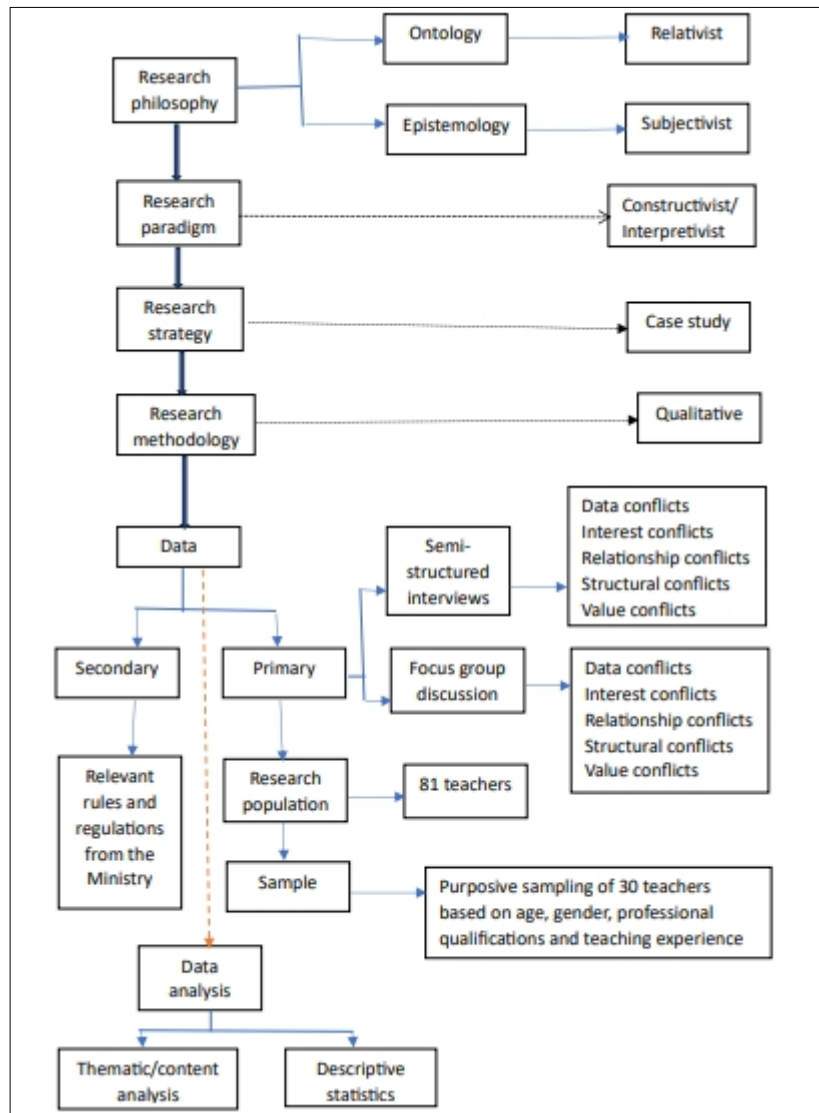 Ontology
Relativist
Research
philosophy
Epistemology
Subjectivist
Research
paradigm
Constructivist/
Interpretivist
Research
strategy
Case study
Research
methodology
Qualitative
Data
Semi-
structured
interviews
Data conflicts
Interest conflicts
Relationship conflicts
Structural conflicts
Value conflicts
Secondary
Primary
Focus group
discussion
Data conflicts
Interest conflicts
Relationship conflicts
Structural conflicts
Value conflicts
Relevant
rules and
regulations
from the
Ministry
Research
population
81 teachers
Sample
Purposive sampling of 30 teachers
based on age, gender, professional
qualifications and teaching experience
Data
analysis
Thematic/content
analysis
Descriptive
statistics